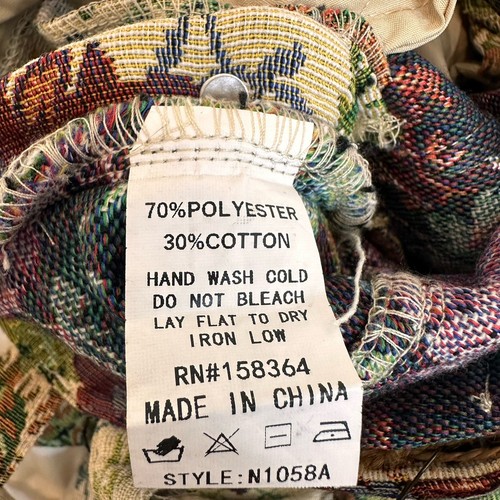 70%POLYESTER
30%COTTON
HAND WASH COLD
DO NOT BLEACH
LAY FLAT TO DRY
IRON LOW
RN#158364
MADE IN CHINA
STYLE:N1058A